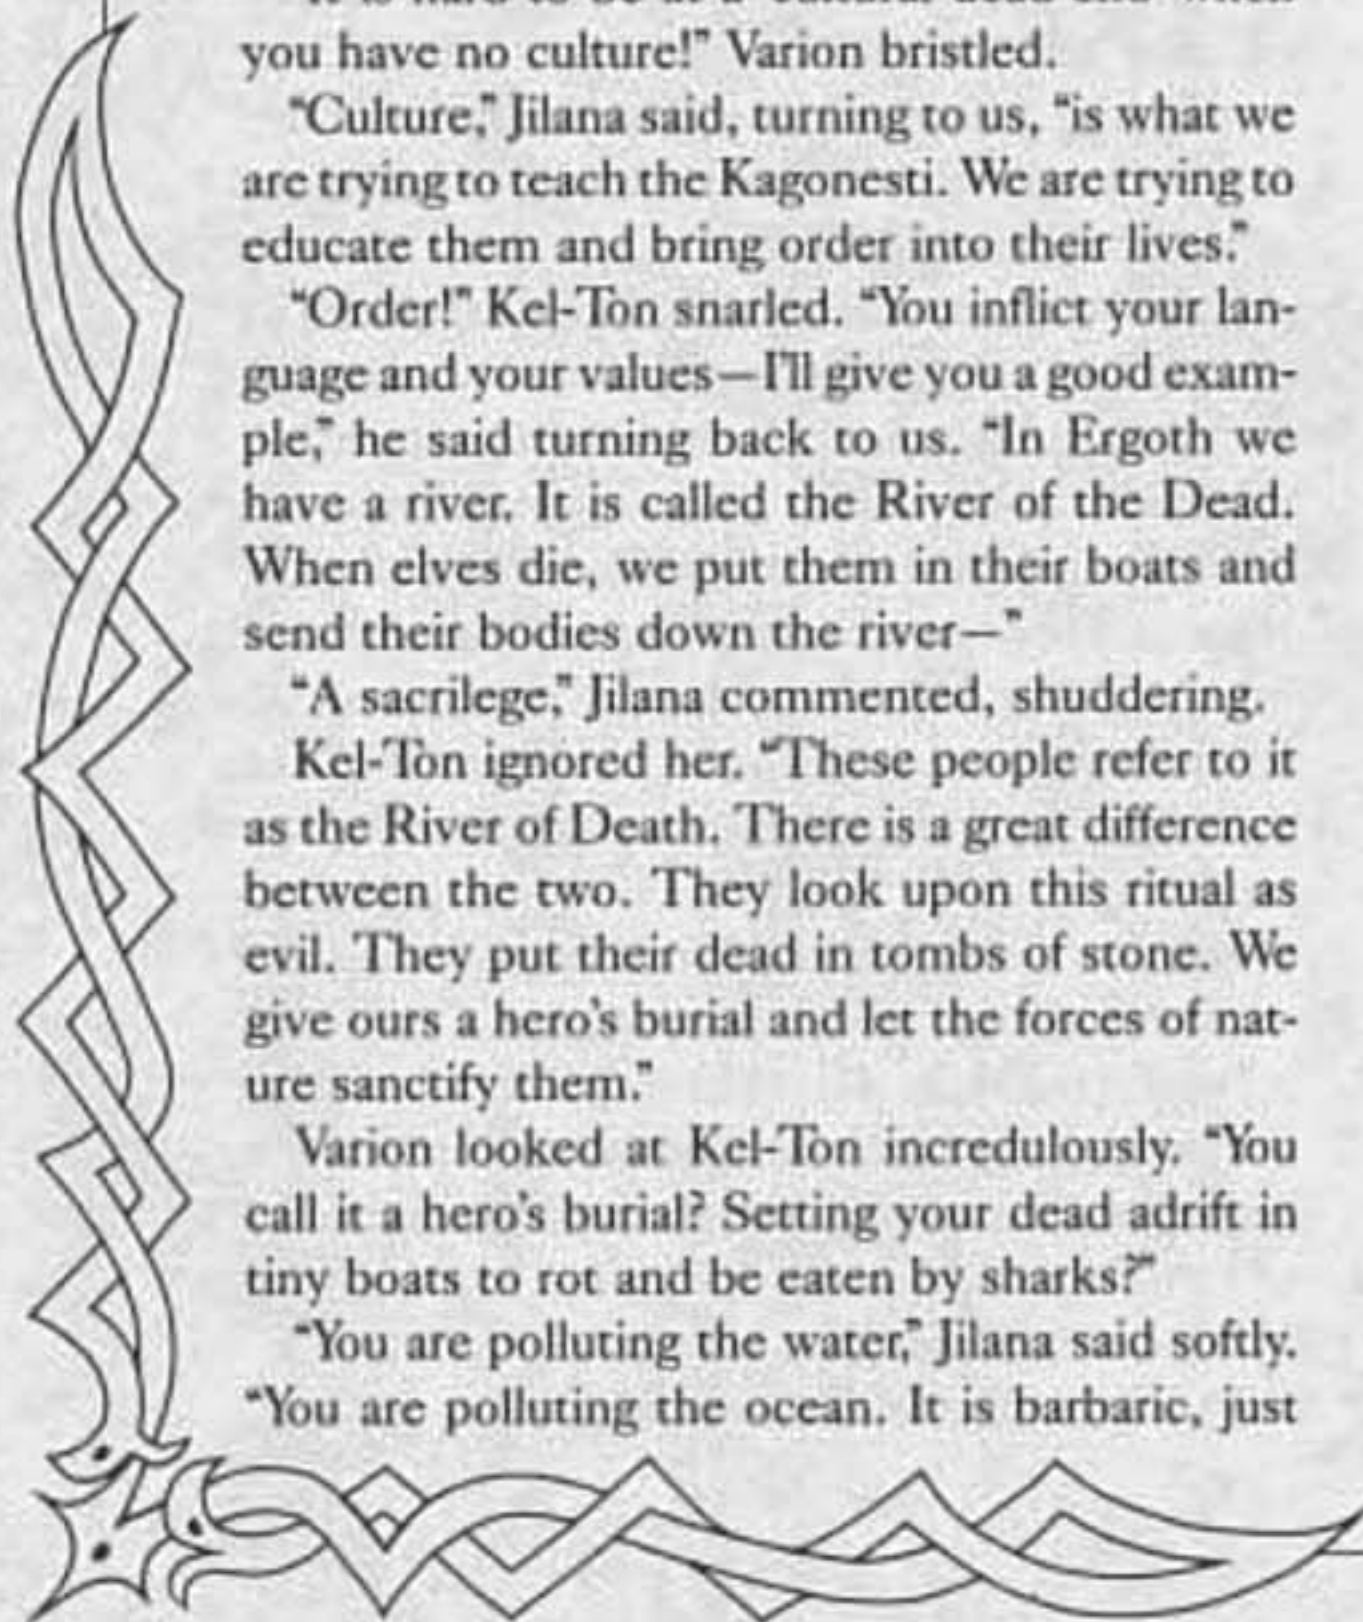 you have no culture!" Varion bristled.
"Culture," Jilana said, turning to us, "is what we
are trying to teach the Kagonesti. We are trying to
educate them and bring order into their lives."
"Order!" Kel-Ton snarled. "You inflict your lan-
guage and your values—I'll give you a good exam-
ple," he said turning back to us. "In Ergoth we
have a river. It is called the River of the Dead.
When elves die, we put them in their boats and
send their bodies down the river—"
"A sacrilege," Jilana commented, shuddering.
Kel-Ton ignored her. "These people refer to it
as the River of Death. There is a great difference
between the two. They look upon this ritual as
evil. They put their dead in tombs of stone. We
give ours a hero's burial and let the forces of nat-
ure sanctify them."
Varion looked at Kel-Ton incredulously. "You
call it a hero's burial? Setting your dead adrift in
tiny boats to rot and be eaten by sharks?"
"You are polluting the water," Jilana said softly.
"You are polluting the ocean. It is barbaric, just